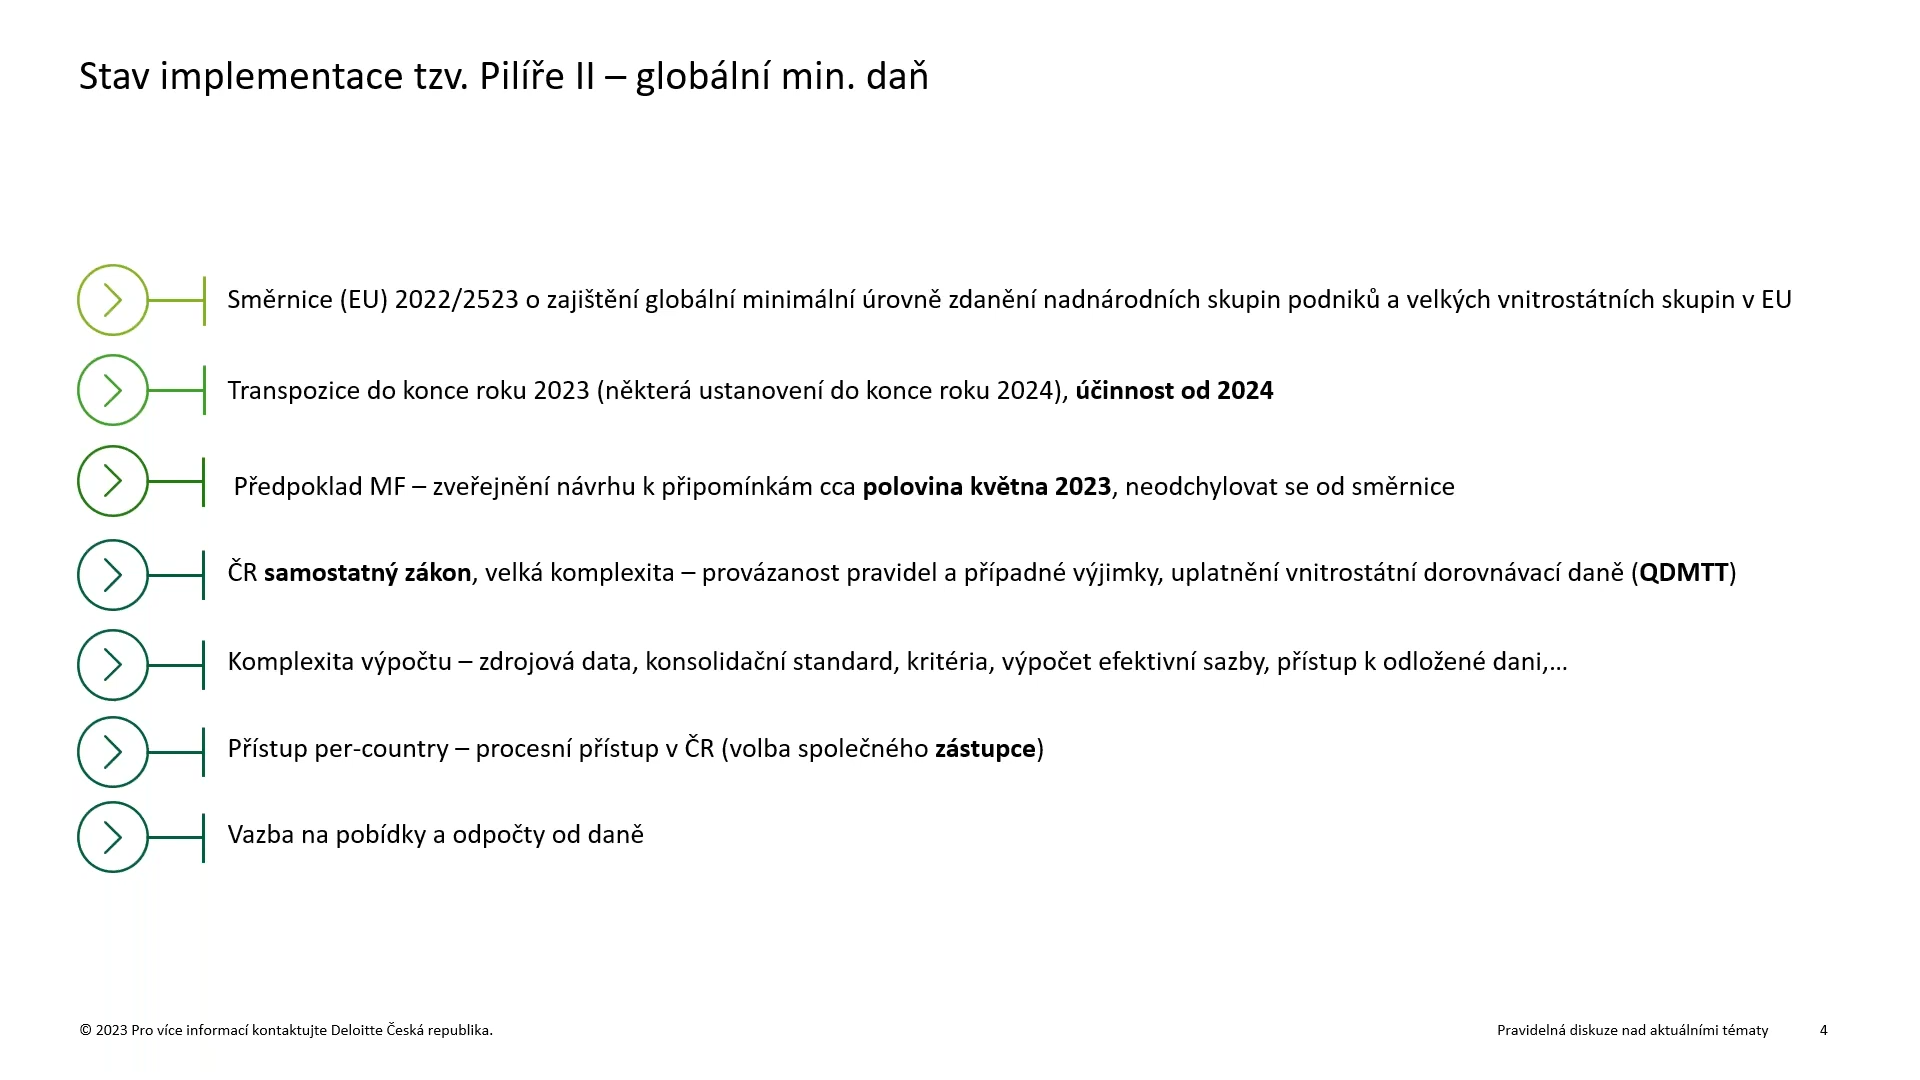 Stav implementace tzv. Pilíře II – globální min. daň
Směrnice (EU) 2022/2523 o zajištění globální minimální úrovně zdanění nadnárodních skupin podniků a velkých vnitrostátních skupin v EU
Transpozice do konce roku 2023 (některá ustanovení do konce roku 2024), účinnost od 2024
Předpoklad MF – zveřejnění návrhu k připomínkám cca polovina května 2023, neodchylovat se od směrnice
ČR samostatný zákon, velká komplexita – provázanost pravidel a případné výjimky, uplatnění vnitrostátní dorovnávací daně (QDMTT)
Komplexita výpočtu – zdrojová data, konsolidační standard, kritéria, výpočet efektivní sazby, přístup k odložené dani,...
Přístup per-country – procesní přístup v ČR (volba společného zástupce)
Vazba na pobídky a odpočty od daně
© 2023 Pro více informací kontaktujte Deloitte Česká republika.
Pravidelná diskuze nad aktuálními tématy 4